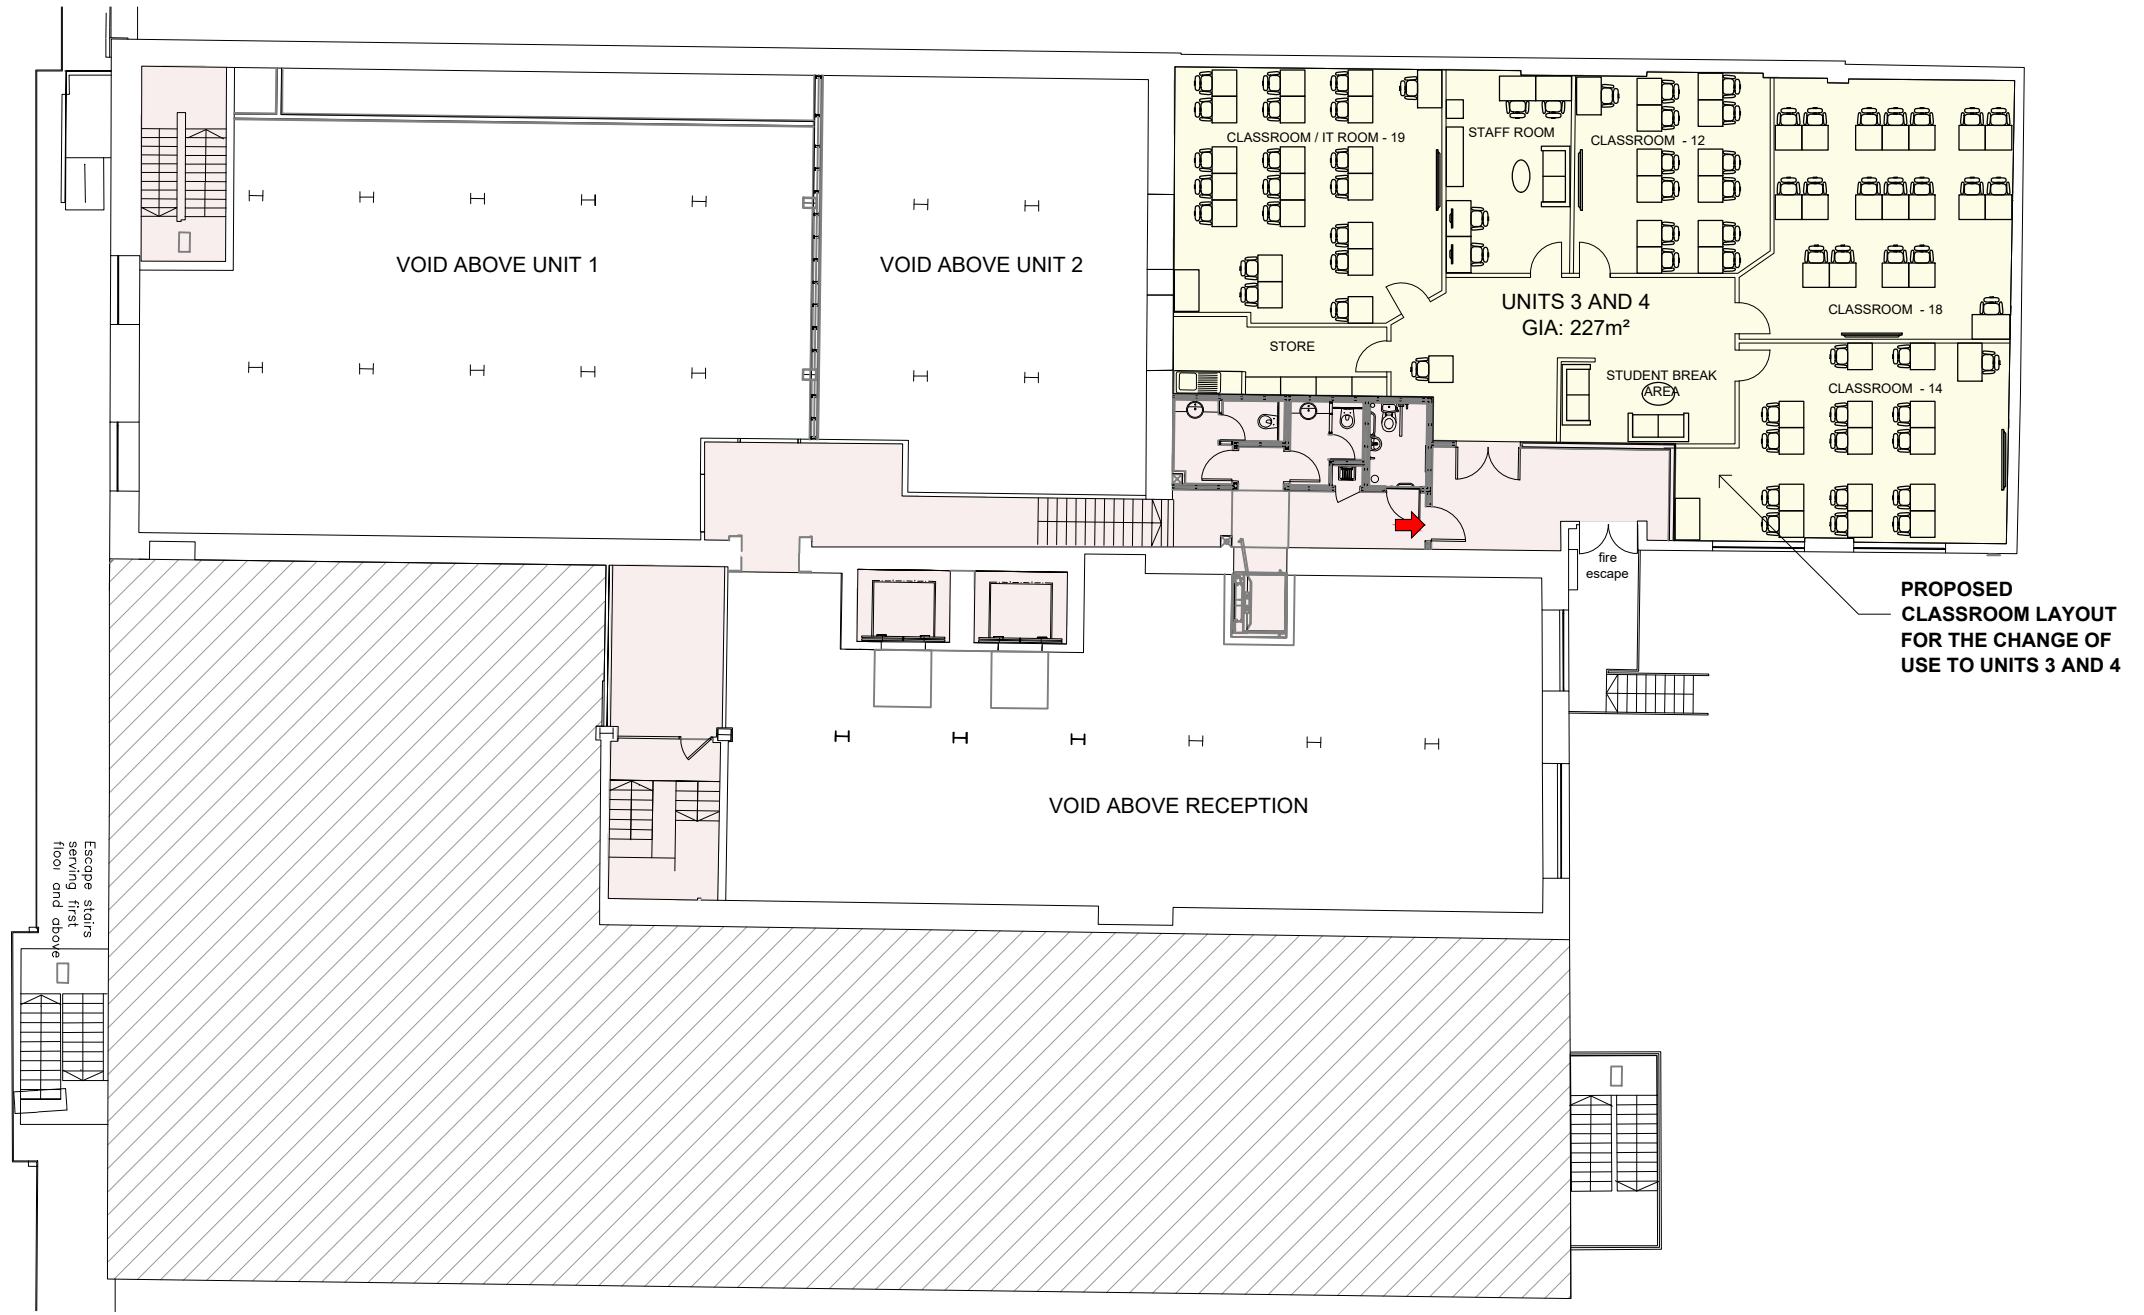 CLASSROOM / IT ROOM - 19
STAFF ROOM
CLASSROOM - 12
VOID ABOVE UNIT 1
VOID ABOVE UNIT 2
UNITS 3 AND 4
GIA: 227m²
CLASSROOM - 18
STORE
STUDENT BREAK
AREA
CLASSROOM - 14
fire
escape
PROPOSED
CLASSROOM LAYOUT
FOR THE CHANGE OF
USE TO UNITS 3 AND 4
VOID ABOVE RECEPTION
Escape stairs
serving first
floor and above